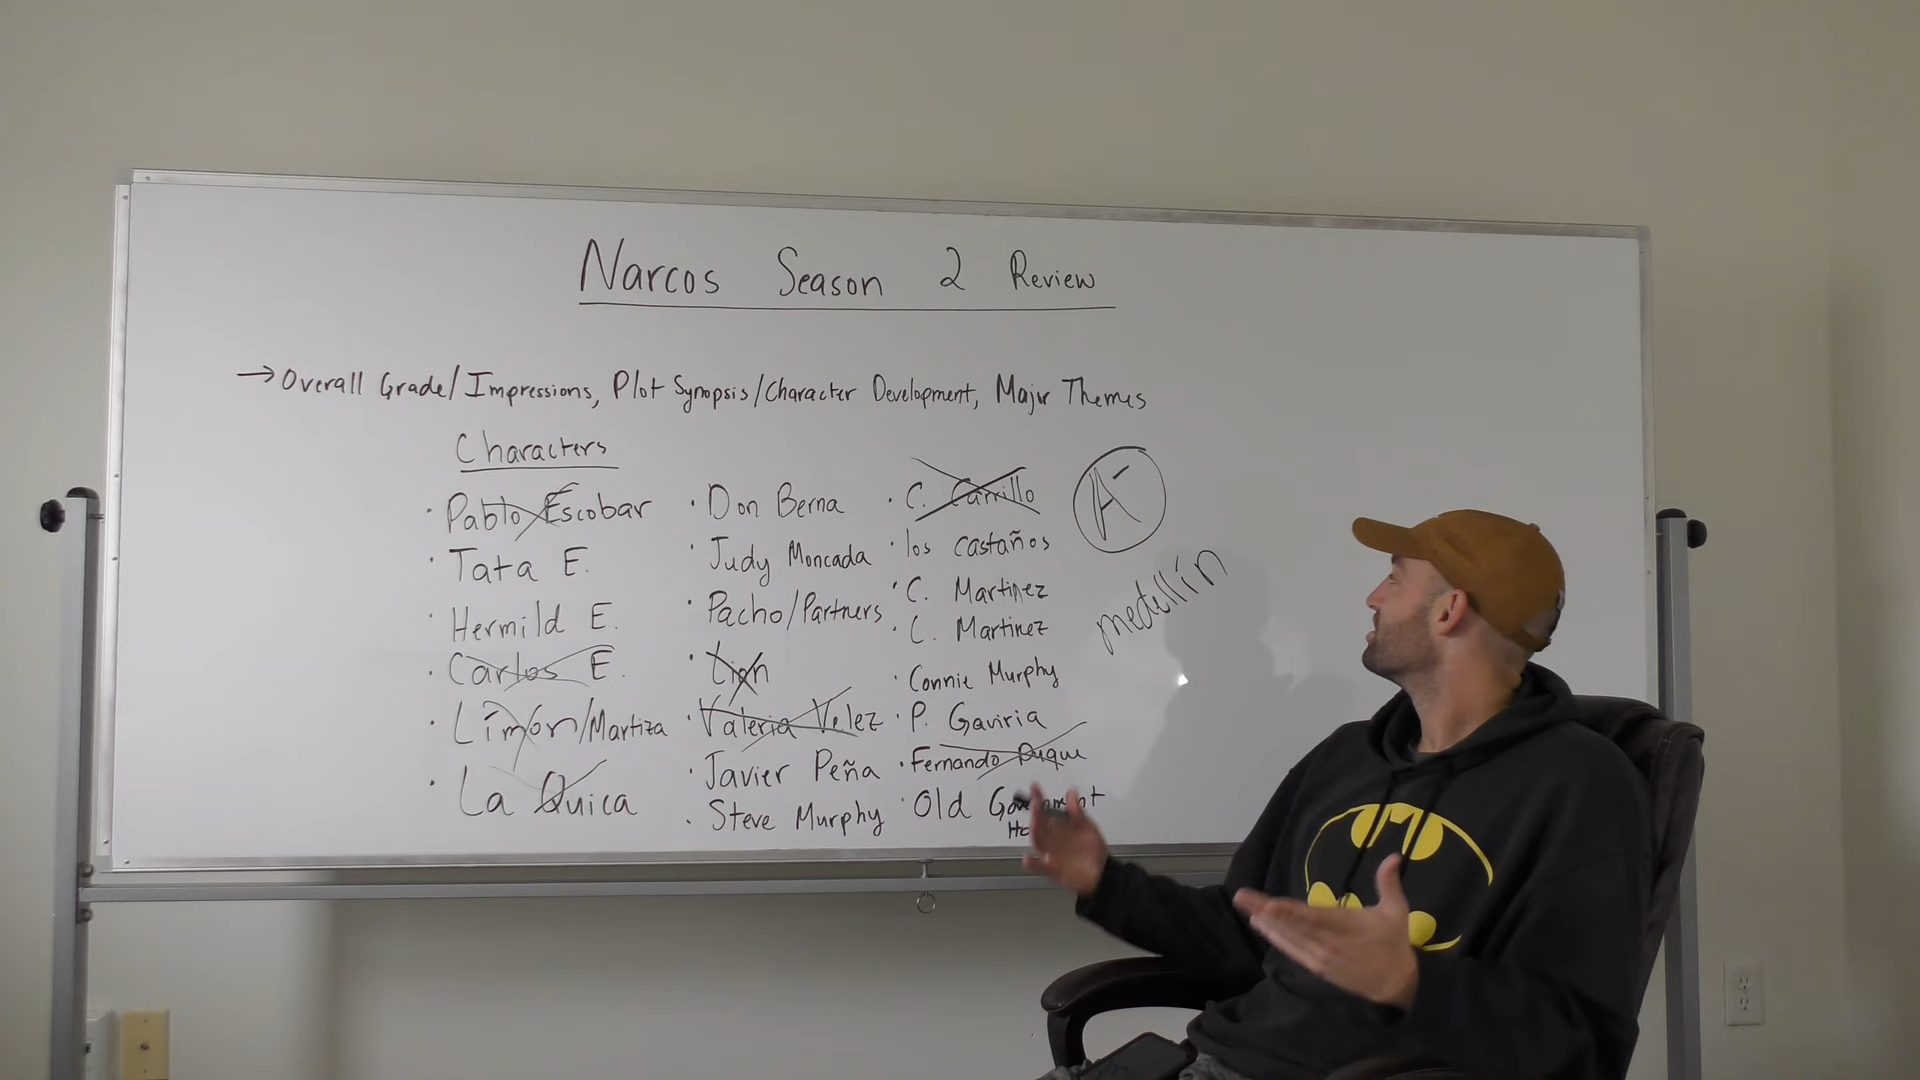 Narcos Season 2 Review
→ Overall Grade/Impressions, Plot Synopsis/Character Development, Major Themes
Characters
· Pablo Escobar
· Tata E.
· Hermild E.
· Carlos E.
· Limón/Martiza
· La Quica
· Don Berna
· Judy Moncada
· Pacho/Partners
· Lion
· Valeria Velez
· Javier Peña
· Steve Murphy
· C. Carrillo
· los castaños
· C. Martinez
· C. Martinez
· Connie Murphy
· P. Gaviria
· Fernando Duque
· Old Government
A-
medellín